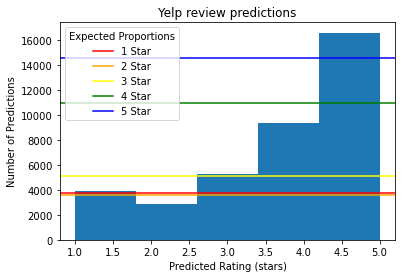 Yelp review predictions
Expected Proportions
1 Star
2 Star
3 Star
4 Star
5 Star
Number of Predictions
16000
14000
12000
10000
8000
6000
4000
2000
0
1.0 1.5 2.0 2.5 3.0 3.5 4.0 4.5 5.0
Predicted Rating (stars)